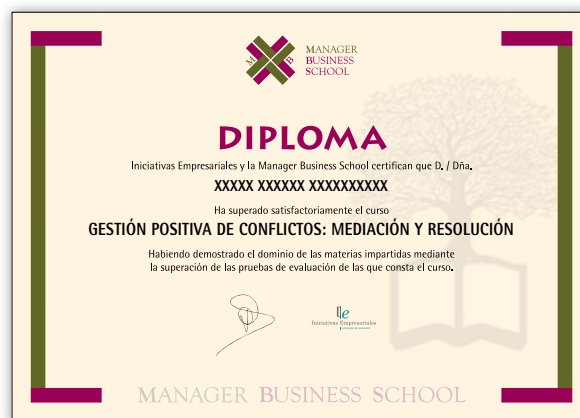 M B
MANAGER
BUSINESS
SCHOOL
DIPLOMA
Iniciativas Empresariales y la Manager Business School certifican que D. / Dña.
XXXXX XXXXXX XXXXXXXXXX
Ha superado satisfactoriamente el curso
GESTIÓN POSITIVA DE CONFLICTOS: MEDIACIÓN Y RESOLUCIÓN
Habiendo demostrado el dominio de las materias impartidas mediante
la superación de las pruebas de evaluación de las que consta el curso.
Iniciativas Empresariales
MANAGER BUSINESS SCHOOL